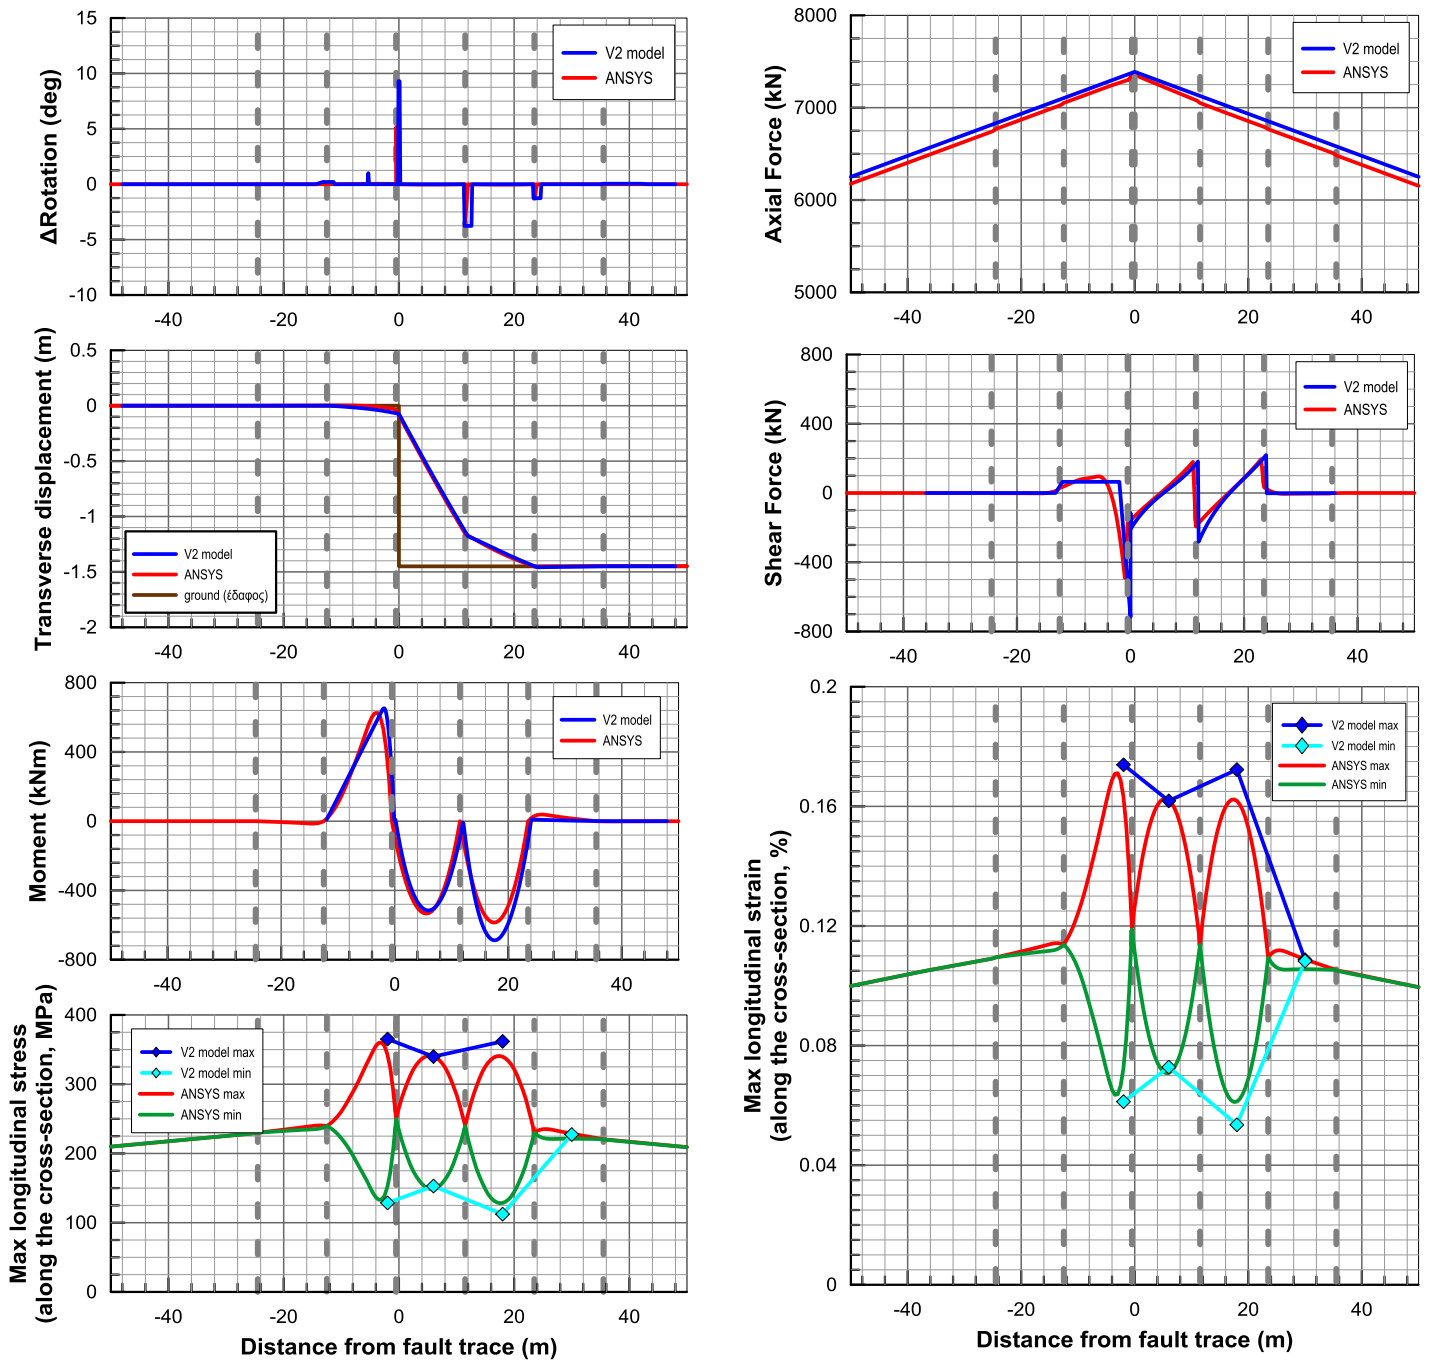 ΔRotation (deg)
15
10
5
0
-5
-10
V2 model
ANSYS
-40
-20
0
20
40
Axial Force (kN)
8000
7000
6000
5000
V2 model
ANSYS
-40
-20
0
20
40
Transverse displacement (m)
0.5
0
-0.5
-1
-1.5
-2
V2 model
ANSYS
ground (έδαφος)
-40
-20
0
20
40
Shear Force (kN)
800
400
0
-400
-800
V2 model
ANSYS
-40
-20
0
20
40
Moment (kNm)
800
400
0
-400
-800
V2 model
ANSYS
-40
-20
0
20
40
Max longitudinal stress
(along the cross-section, MPa)
400
300
200
100
0
V2 model max
V2 model min
ANSYS max
ANSYS min
-40
-20
0
20
40
Distance from fault trace (m)
Max longitudinal strain
(along the cross-section, %)
0.2
0.16
0.12
0.08
0.04
0
V2 model max
V2 model min
ANSYS max
ANSYS min
-40
-20
0
20
40
Distance from fault trace (m)